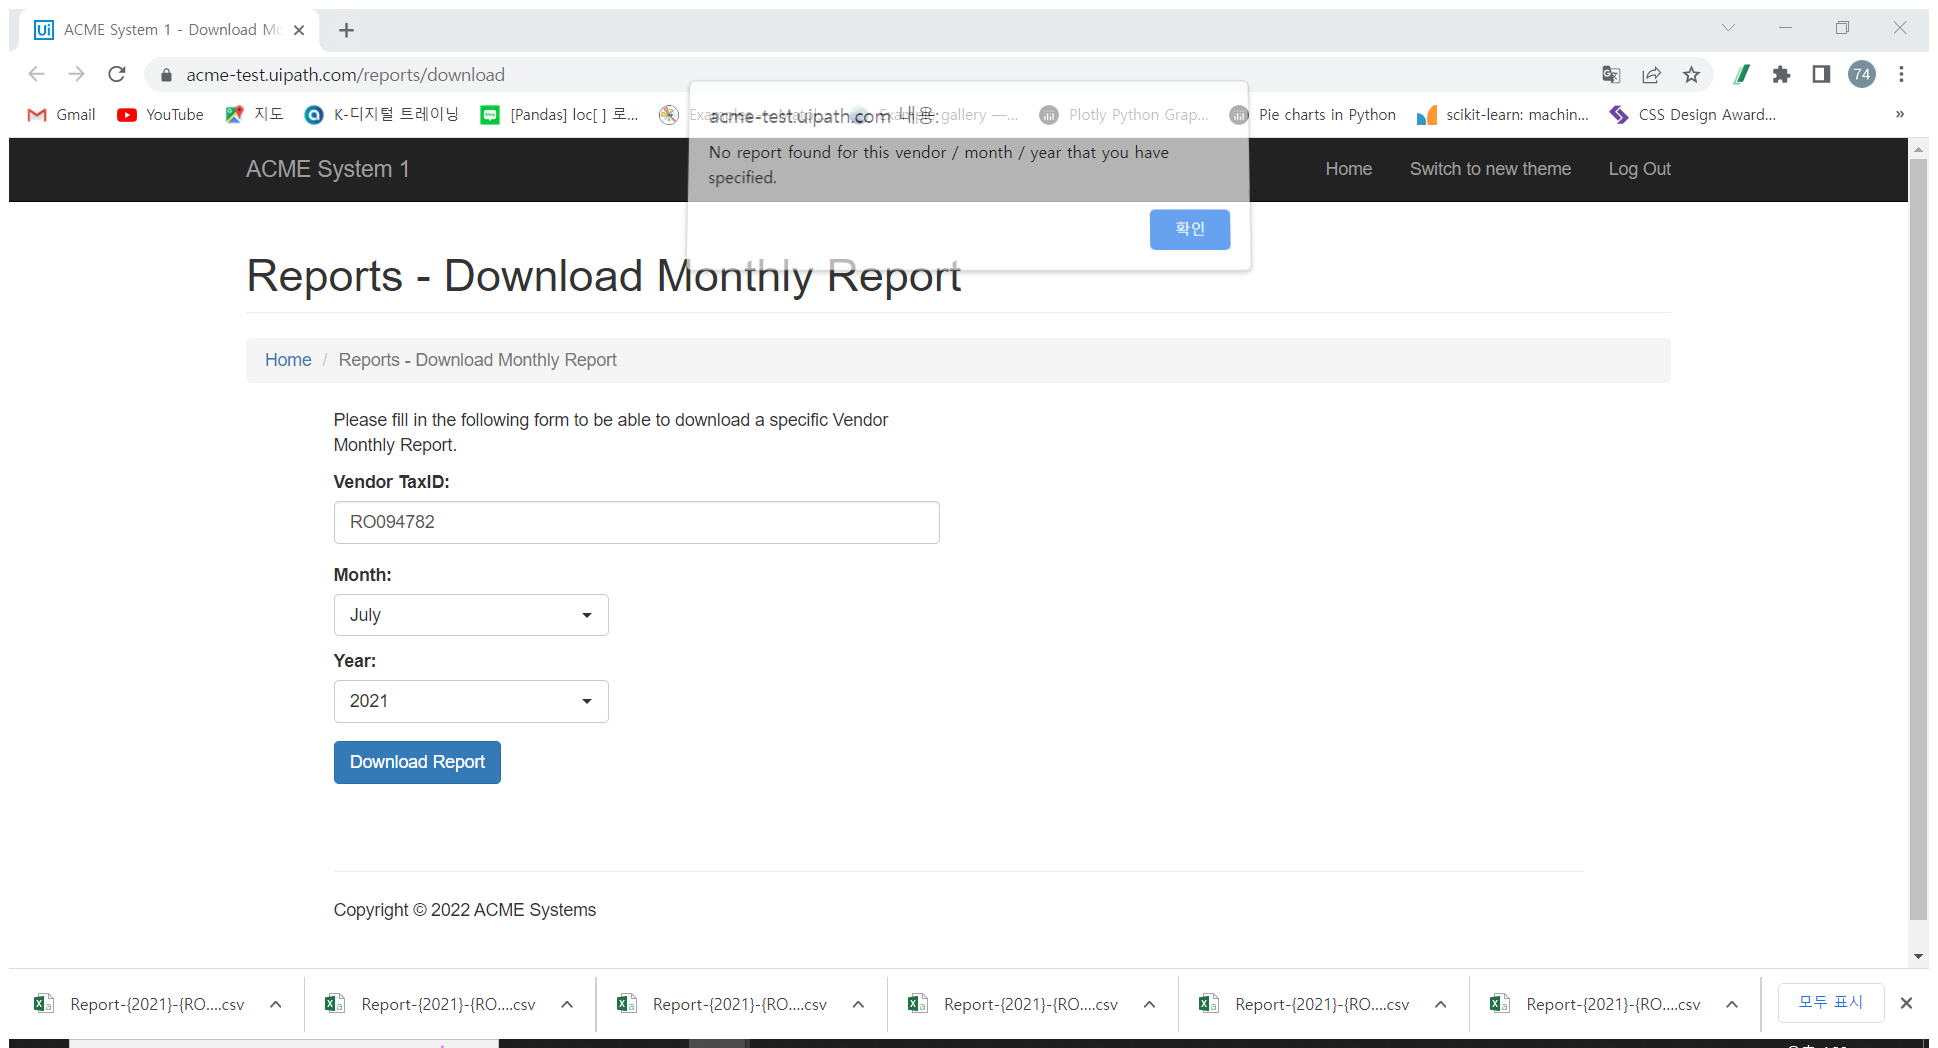 Ui ACME System 1 - Download Mo
acme-test.uipath.com/reports/download
74
Gmail YouTube 지도 K-디지털 트레이닝 [Pandas] loc[ ] 로... gallery —... Plotly Python Grap... Pie charts in Python scikit-learn: machin... CSS Design Award... »
acme-test.uipath.com 내용:
No report found for this vendor / month / year that you have
specified.
확인
ACME System 1 Home Switch to new theme Log Out
Reports - Download Monthly Report
Home / Reports - Download Monthly Report
Please fill in the following form to be able to download a specific Vendor
Monthly Report.
Vendor TaxID:
RO094782
Month:
July
Year:
2021
Download Report
Copyright © 2022 ACME Systems
Report-{2021}-{RO....csv Report-{2021}-{RO....csv Report-{2021}-{RO....csv Report-{2021}-{RO....csv Report-{2021}-{RO....csv Report-{2021}-{RO....csv 모두 표시